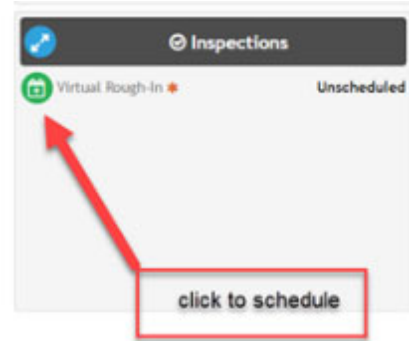 Inspections
Virtual Rough-In * Unscheduled
click to schedule